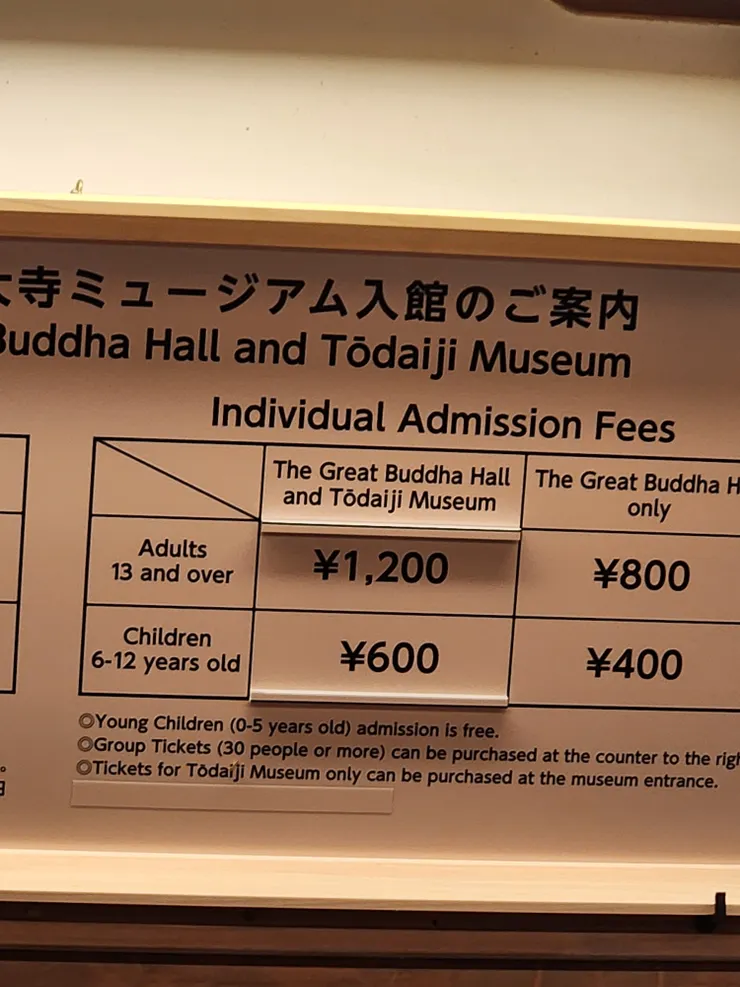 寺ミュージアム入館のご案内
Buddha Hall and Tōdaiji Museum
Individual Admission Fees
The Great Buddha Hall
and Tōdaiji Museum
The Great Buddha H
only
Adults
13 and over
¥1,200
¥800
Children
6-12 years old
¥600
¥400
◎Young Children (0-5 years old) admission is free.
◎Group Tickets (30 people or more) can be purchased at the counter to the righ
◎Tickets for Tōdaiji Museum only can be purchased at the museum entrance.